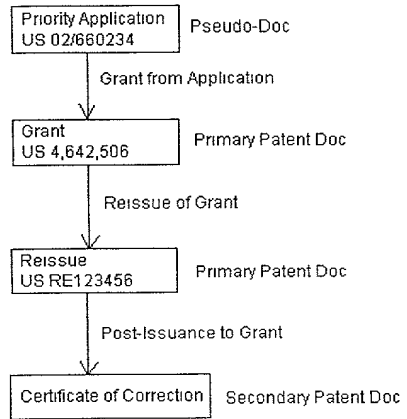 Priority Application
US 02/660234
Pseudo-Doc
Grant from Application
Grant
US 4,642,506
Primary Patent Doc
Reissue of Grant
Reissue
US RE123456
Primary Patent Doc
Post-Issuance to Grant
Certificate of Correction
Secondary Patent Doc